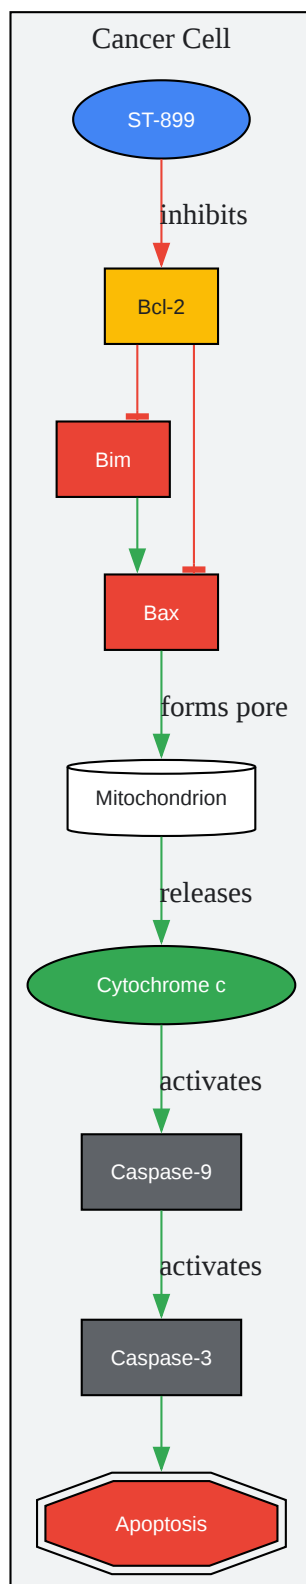 Cancer Cell
ST-899
inhibits
Bcl-2
Bim
Bax
forms pore
Mitochondrion
releases
Cytochrome c
activates
Caspase-9
activates
Caspase-3
Apoptosis